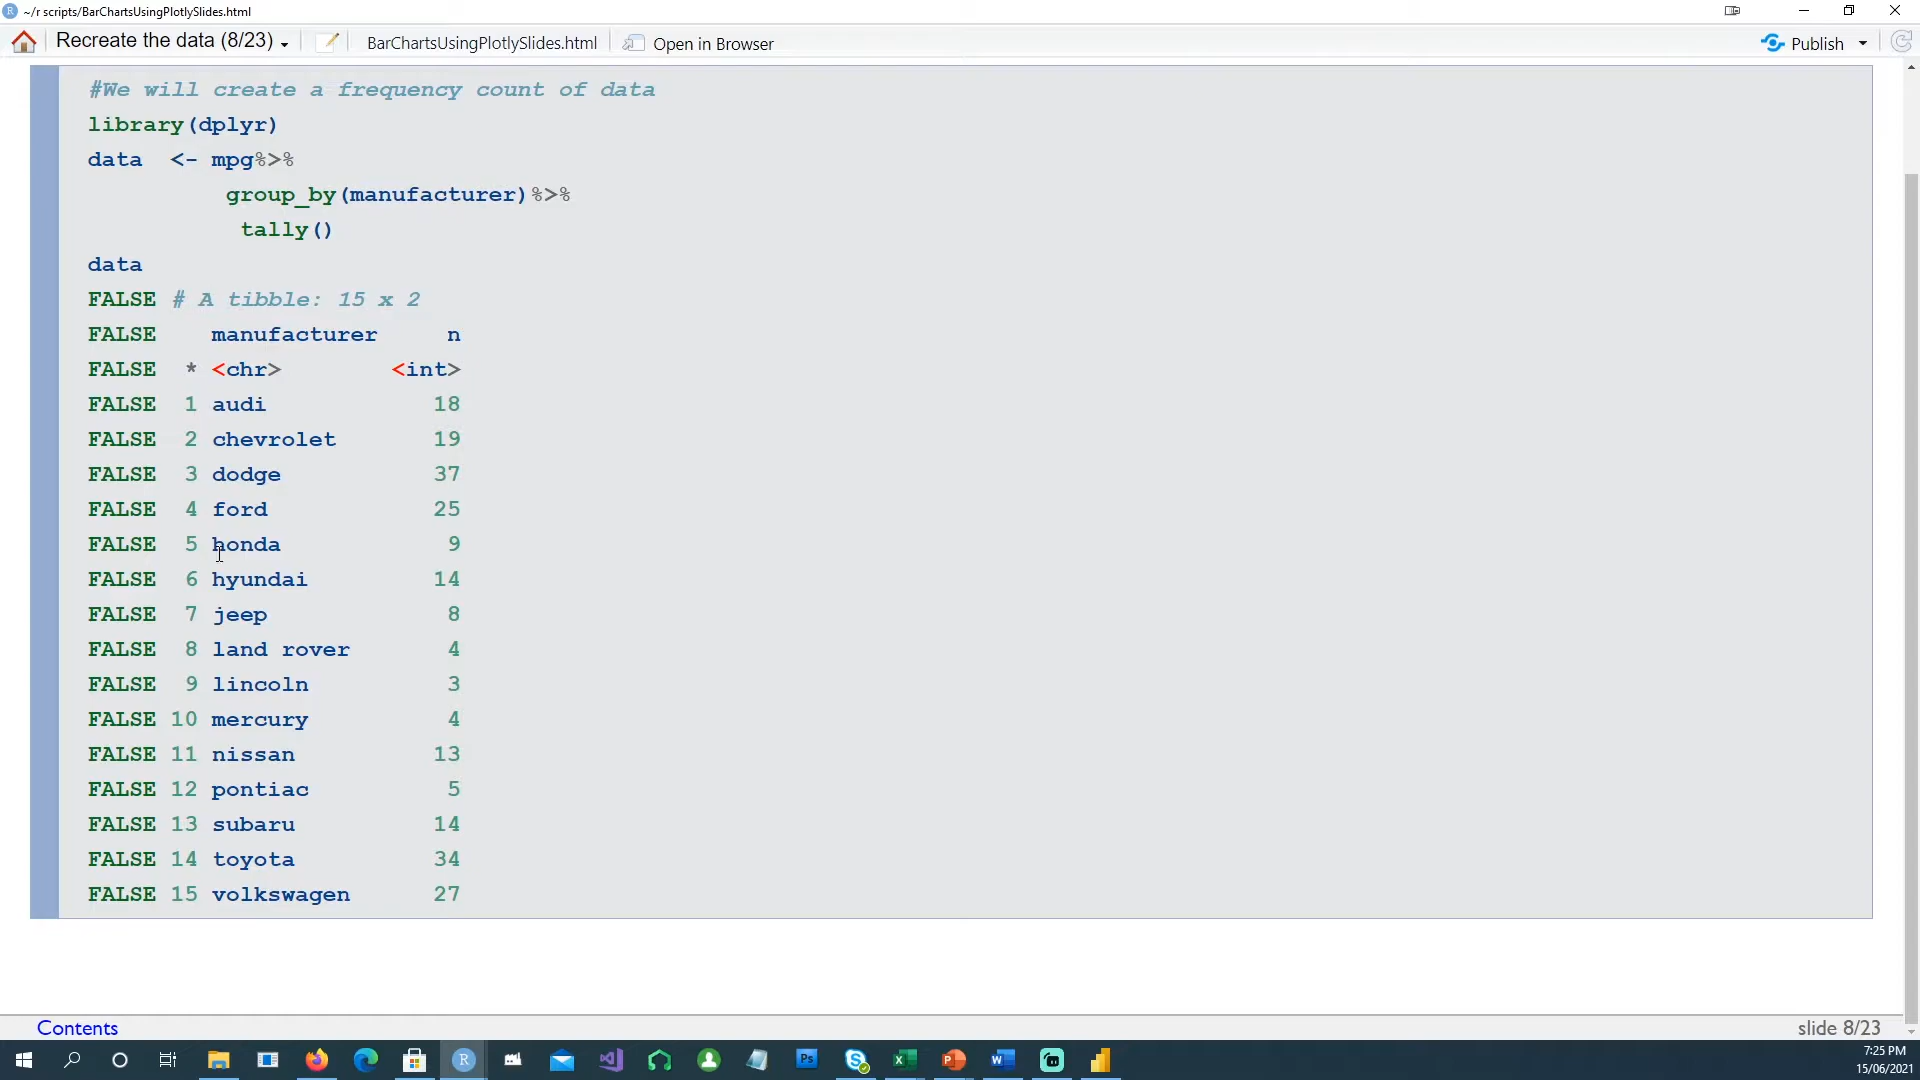 ~/r scripts/BarChartsUsingPlotlySlides.html
Recreate the data (8/23)
BarChartsUsingPlotlySlides.html
Open in Browser
Publish
#We will create a frequency count of data
library(dplyr)
data  <- mpg%>%
          group_by(manufacturer)%>%
           tally()
data
FALSE # A tibble: 15 x 2
FALSE    manufacturer     n
FALSE  * <chr>        <int>
FALSE  1 audi            18
FALSE  2 chevrolet       19
FALSE  3 dodge           37
FALSE  4 ford            25
FALSE  5 honda            9
FALSE  6 hyundai         14
FALSE  7 jeep             8
FALSE  8 land rover       4
FALSE  9 lincoln          3
FALSE 10 mercury          4
FALSE 11 nissan          13
FALSE 12 pontiac          5
FALSE 13 subaru          14
FALSE 14 toyota          34
FALSE 15 volkswagen      27
Contents
slide 8/23
7:25 PM
15/06/2021